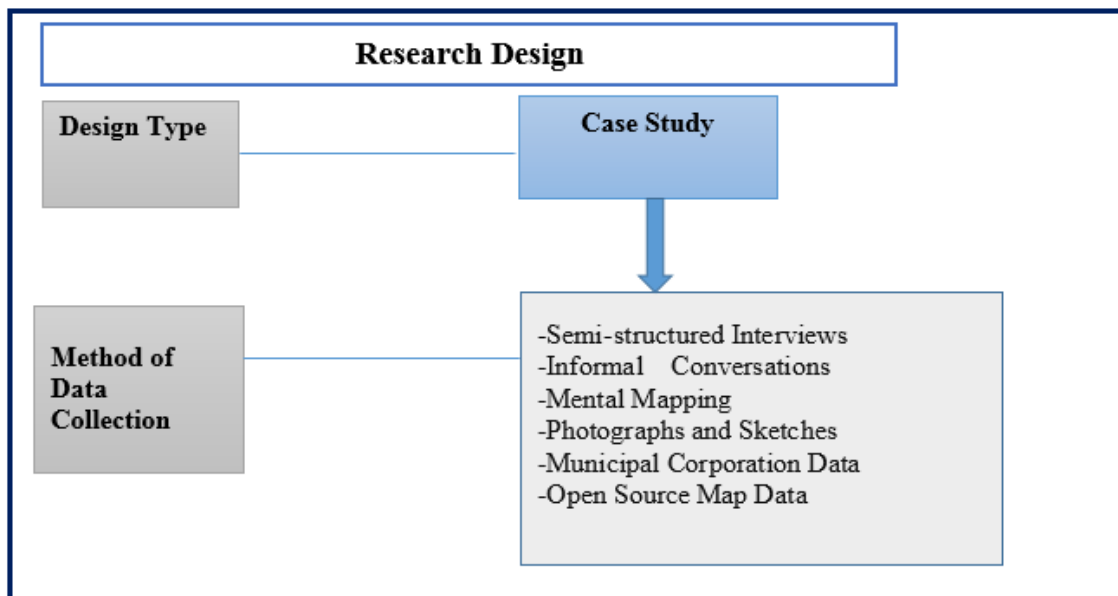 Research Design
Design Type
Case Study
Method of
Data
Collection
-Semi-structured Interviews
-Informal Conversations
-Mental Mapping
-Photographs and Sketches
-Municipal Corporation Data
-Open Source Map Data